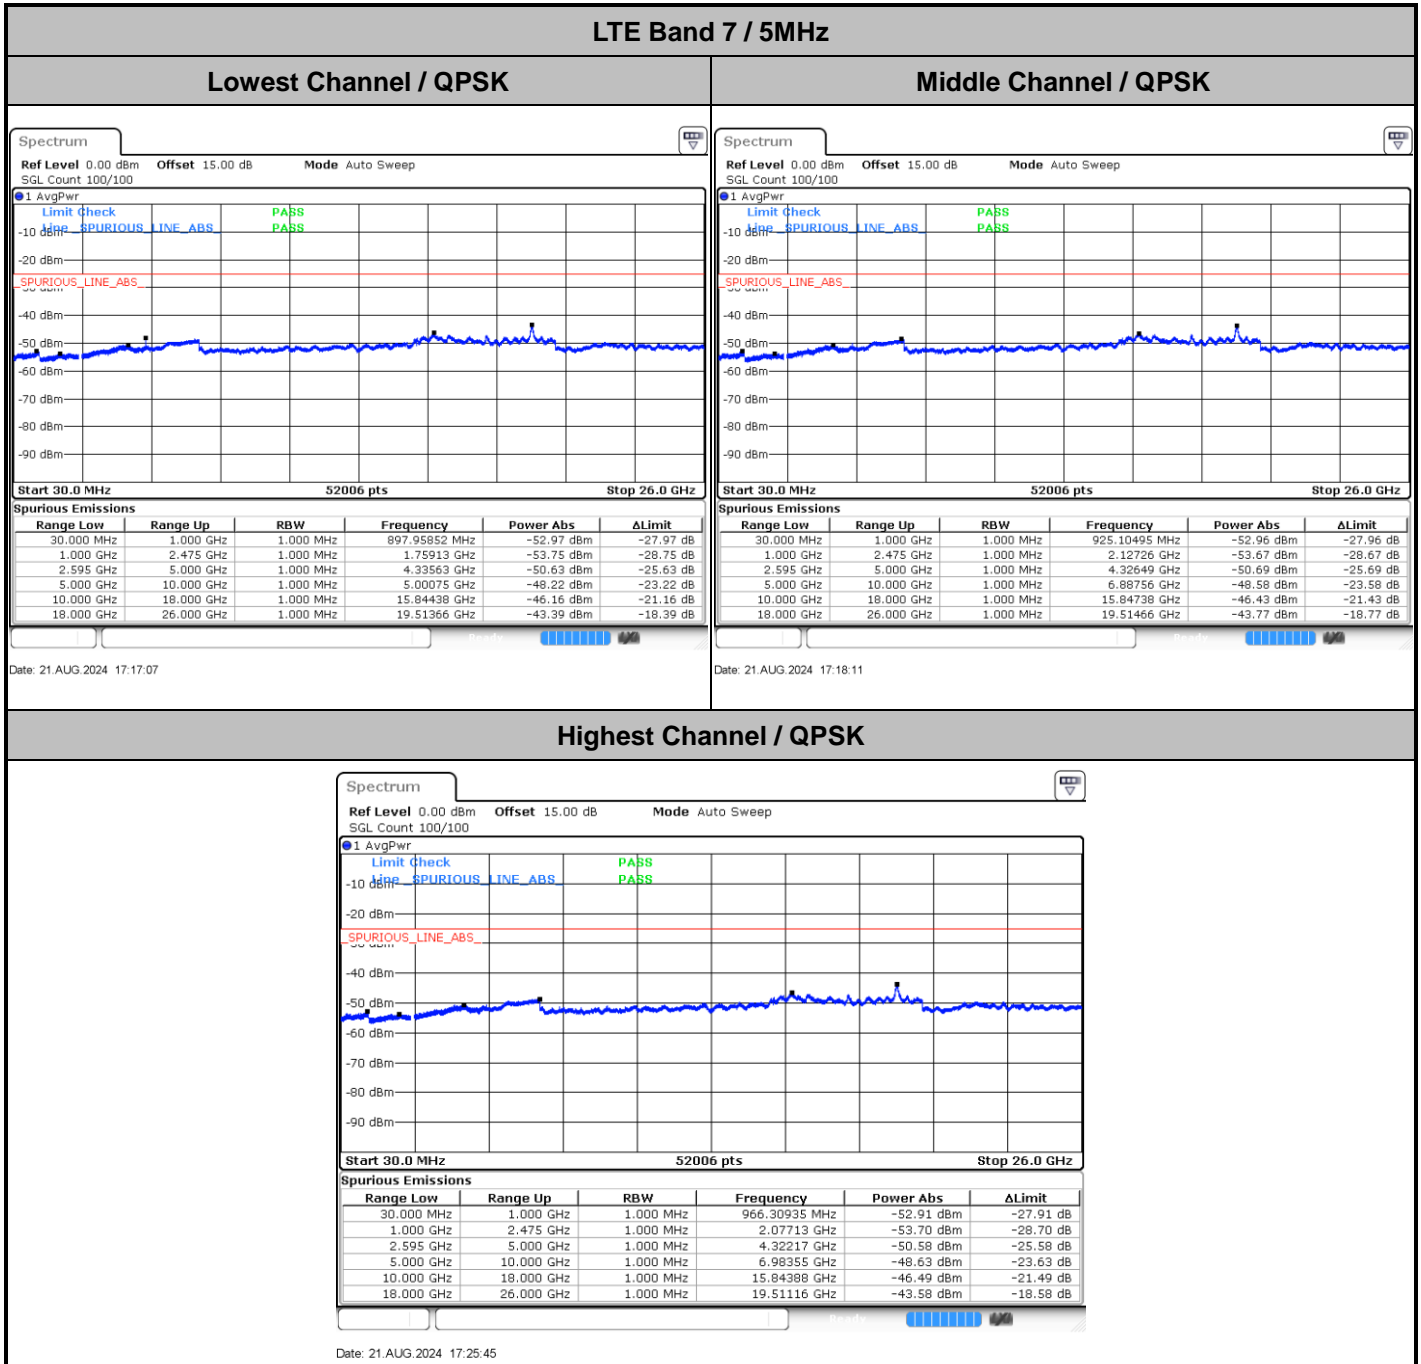 LTE Band 7 / 5MHz
Lowest Channel / QPSK
Spectrum
Ref Level 0.00 dBm Offset 15.00 dB Mode Auto Sweep
SGL Count 100/100
1 AvgPwr
Limit Check PASS
-10 dBm Line _SPURIOUS_LINE_ABS_ PASS
-20 dBm
_SPURIOUS_LINE_ABS_
-40 dBm
-50 dBm
-60 dBm
-70 dBm
-80 dBm
-90 dBm
Start 30.0 MHz 52006 pts Stop 26.0 GHz
Spurious Emissions
Range Low Range Up RBW Frequency Power Abs ΔLimit
30.000 MHz 1.000 GHz 1.000 MHz 897.95852 MHz -52.97 dBm -27.97 dB
1.000 GHz 2.475 GHz 1.000 MHz 1.75913 GHz -53.75 dBm -28.75 dB
2.595 GHz 5.000 GHz 1.000 MHz 4.33563 GHz -50.63 dBm -25.63 dB
5.000 GHz 10.000 GHz 1.000 MHz 5.00075 GHz -48.22 dBm -23.22 dB
10.000 GHz 18.000 GHz 1.000 MHz 15.84438 GHz -46.16 dBm -21.16 dB
18.000 GHz 26.000 GHz 1.000 MHz 19.51366 GHz -43.39 dBm -18.39 dB
Ready
Date: 21.AUG.2024 17:17:07
Middle Channel / QPSK
Spectrum
Ref Level 0.00 dBm Offset 15.00 dB Mode Auto Sweep
SGL Count 100/100
1 AvgPwr
Limit Check PASS
-10 dBm Line _SPURIOUS_LINE_ABS_ PASS
-20 dBm
_SPURIOUS_LINE_ABS_
-40 dBm
-50 dBm
-60 dBm
-70 dBm
-80 dBm
-90 dBm
Start 30.0 MHz 52006 pts Stop 26.0 GHz
Spurious Emissions
Range Low Range Up RBW Frequency Power Abs ΔLimit
30.000 MHz 1.000 GHz 1.000 MHz 925.10495 MHz -52.96 dBm -27.96 dB
1.000 GHz 2.475 GHz 1.000 MHz 2.12726 GHz -53.67 dBm -28.67 dB
2.595 GHz 5.000 GHz 1.000 MHz 4.32649 GHz -50.69 dBm -25.69 dB
5.000 GHz 10.000 GHz 1.000 MHz 6.88756 GHz -48.58 dBm -23.58 dB
10.000 GHz 18.000 GHz 1.000 MHz 15.84738 GHz -46.43 dBm -21.43 dB
18.000 GHz 26.000 GHz 1.000 MHz 19.51466 GHz -43.77 dBm -18.77 dB
Ready
Date: 21.AUG.2024 17:18:11
Highest Channel / QPSK
Spectrum
Ref Level 0.00 dBm Offset 15.00 dB Mode Auto Sweep
SGL Count 100/100
1 AvgPwr
Limit Check PASS
-10 dBm Line _SPURIOUS_LINE_ABS_ PASS
-20 dBm
_SPURIOUS_LINE_ABS_
-40 dBm
-50 dBm
-60 dBm
-70 dBm
-80 dBm
-90 dBm
Start 30.0 MHz 52006 pts Stop 26.0 GHz
Spurious Emissions
Range Low Range Up RBW Frequency Power Abs ΔLimit
30.000 MHz 1.000 GHz 1.000 MHz 966.30935 MHz -52.91 dBm -27.91 dB
1.000 GHz 2.475 GHz 1.000 MHz 2.07713 GHz -53.70 dBm -28.70 dB
2.595 GHz 5.000 GHz 1.000 MHz 4.32217 GHz -50.58 dBm -25.58 dB
5.000 GHz 10.000 GHz 1.000 MHz 6.98355 GHz -48.63 dBm -23.63 dB
10.000 GHz 18.000 GHz 1.000 MHz 15.84388 GHz -46.49 dBm -21.49 dB
18.000 GHz 26.000 GHz 1.000 MHz 19.51116 GHz -43.58 dBm -18.58 dB
Ready
Date: 21.AUG.2024 17:25:45